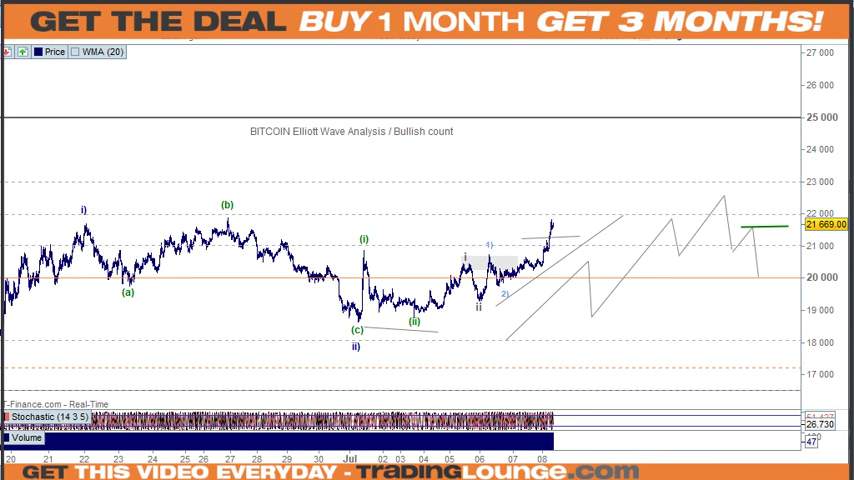 GET THE DEAL BUY 1 MONTH GET 3 MONTHS!
Price WMA (20)
27 000
26 000
25 000
BITCOIN Elliott Wave Analysis / Bullish count
24 000
23 000
22 000
21 669.00
21 000
20 000
19 000
18 000
17 000
i)
(b)
(a)
(i)
(c)
ii)
(ii)
i
ii
1)
2)
T-Finance.com - Real-Time
Stochastic (14 3 5)
26.730
Volume
47
20 21 22 23 24 25 26 27 28 29 30 Jul 02 03 04 05 06 07 08
GET THIS VIDEO EVERYDAY - TradingLounge.com